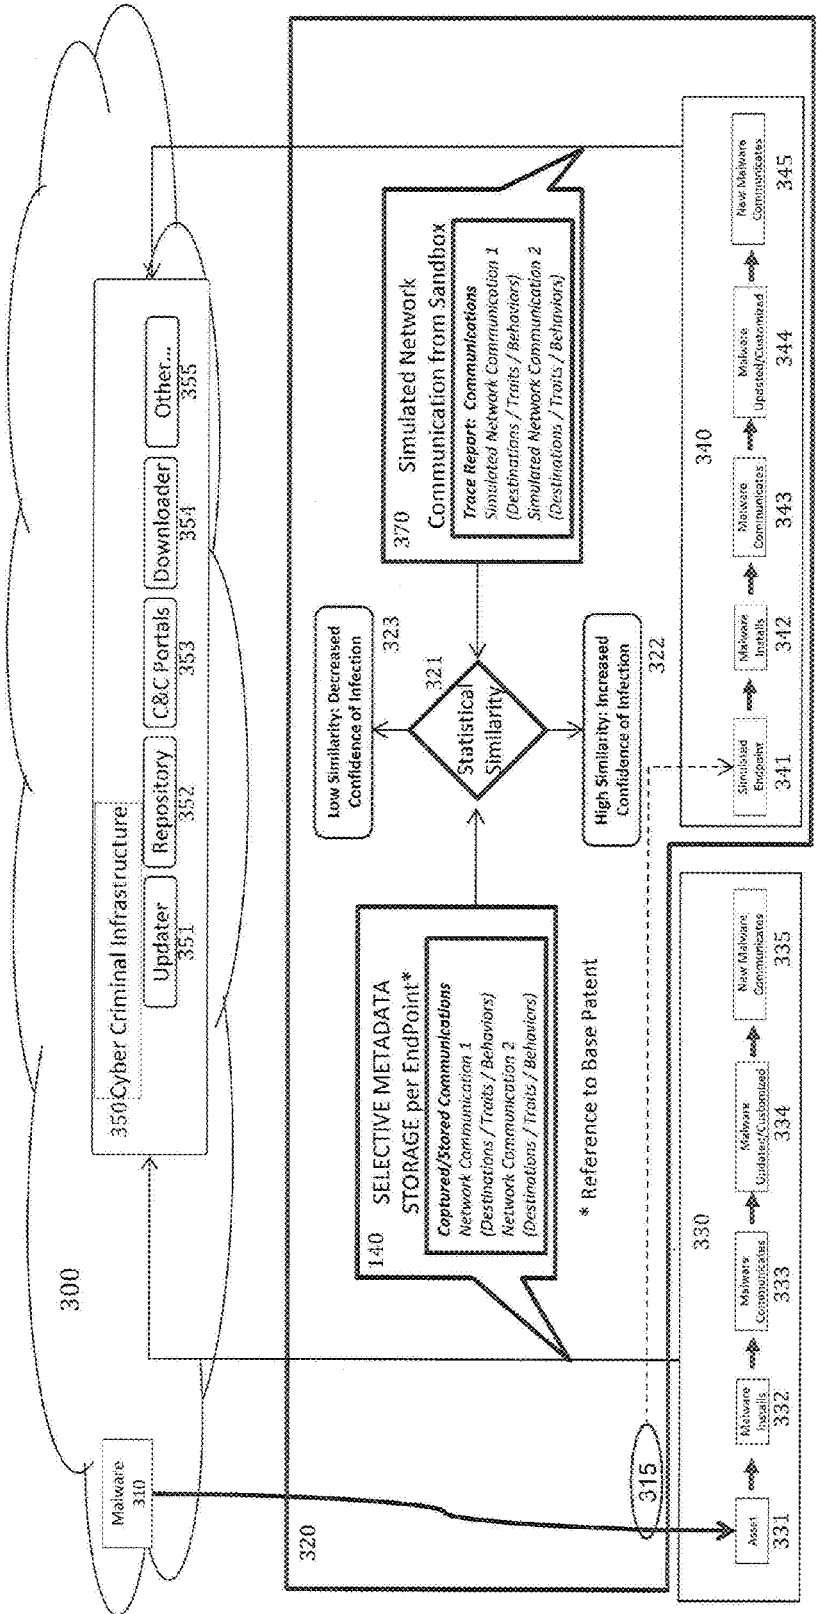 300
Malware
310
350 Cyber Criminal Infrastructure
Updater
351
Repository
352
C&C Portals
353
Downloader
354
Other...
355
320
315
140 SELECTIVE METADATA
STORAGE per EndPoint*
Captured/Stored Communications
Network Communication 1
(Destinations / Traits / Behaviors)
Network Communication 2
(Destinations / Traits / Behaviors)
* Reference to Base Patent
Low Similarity: Decreased
Confidence of Infection
323
321
Statistical
Similarity
High Similarity: Increased
Confidence of Infection
322
370 Simulated Network
Communication from Sandbox
Trace Report: Communications
Simulated Network Communication 1
(Destinations / Traits / Behaviors)
Simulated Network Communication 2
(Destinations / Traits / Behaviors)
330
Asset
331
Malware
Installs
332
Malware
Communicates
333
Malware
Updated/Customized
334
New Malware
Communicates
335
340
Simulated
Endpoint
341
Malware
Installs
342
Malware
Communicates
343
Malware
Updated/Customized
344
New Malware
Communicates
345